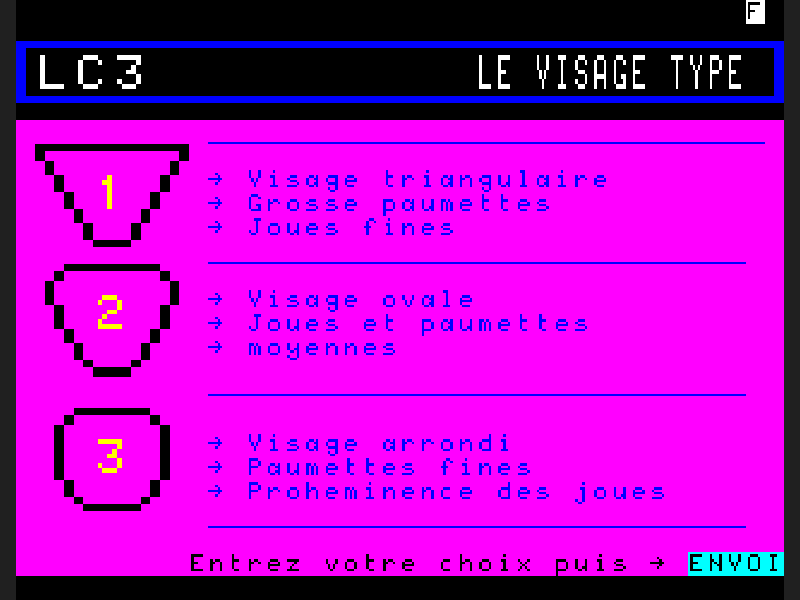 F
LC3 LE VISAGE TYPE
1
→ Visage triangulaire
→ Grosse paumettes
→ Joues fines
2
→ Visage ovale
→ Joues et paumettes
→ moyennes
3
→ Visage arrondi
→ Paumettes fines
→ Proheminence des joues
Entrez votre choix puis → ENVOI